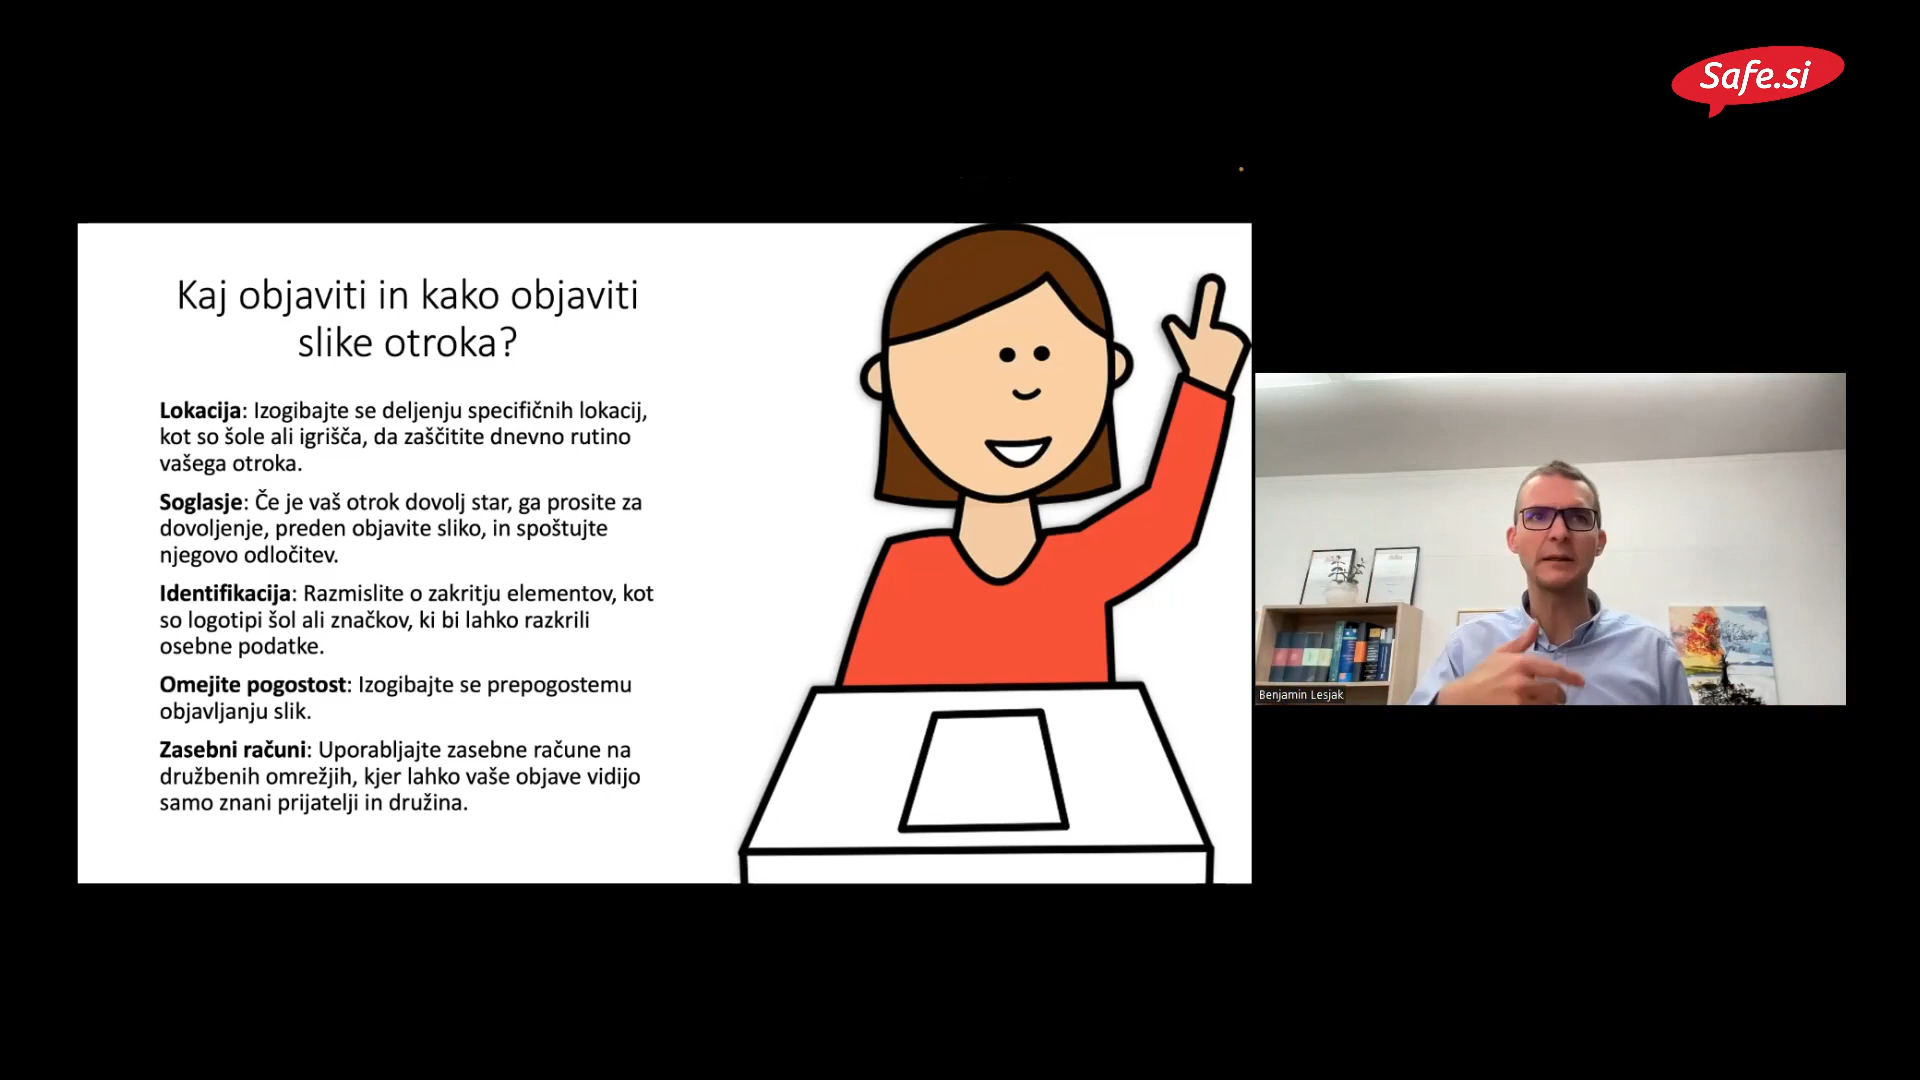 Safe.si
Kaj objaviti in kako objaviti
slike otroka?
Lokacija: Izogibajte se deljenju specifičnih lokacij,
kot so šole ali igrišča, da zaščitite dnevno rutino
vašega otroka.
Soglasje: Če je vaš otrok dovolj star, ga prosite za
dovoljenje, preden objavite sliko, in spoštujte
njegovo odločitev.
Identifikacija: Razmislite o zakritju elementov, kot
so logotipi šol ali značkov, ki bi lahko razkrili
osebne podatke.
Omejite pogostost: Izogibajte se prepogostemu
objavljanju slik.
Zasebni računi: Uporabljajte zasebne račune na
družbenih omrežjih, kjer lahko vaše objave vidijo
samo znani prijatelji in družina.
Benjamin Lesjak